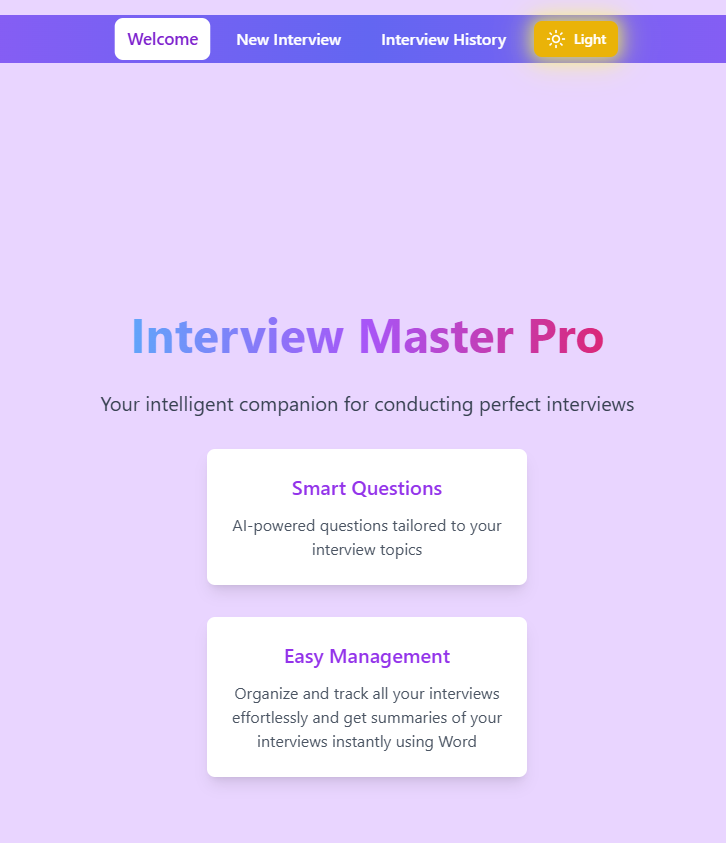 Welcome New Interview Interview History Light
Interview Master Pro
Your intelligent companion for conducting perfect interviews
Smart Questions
AI-powered questions tailored to your
interview topics
Easy Management
Organize and track all your interviews
effortlessly and get summaries of your
interviews instantly using Word